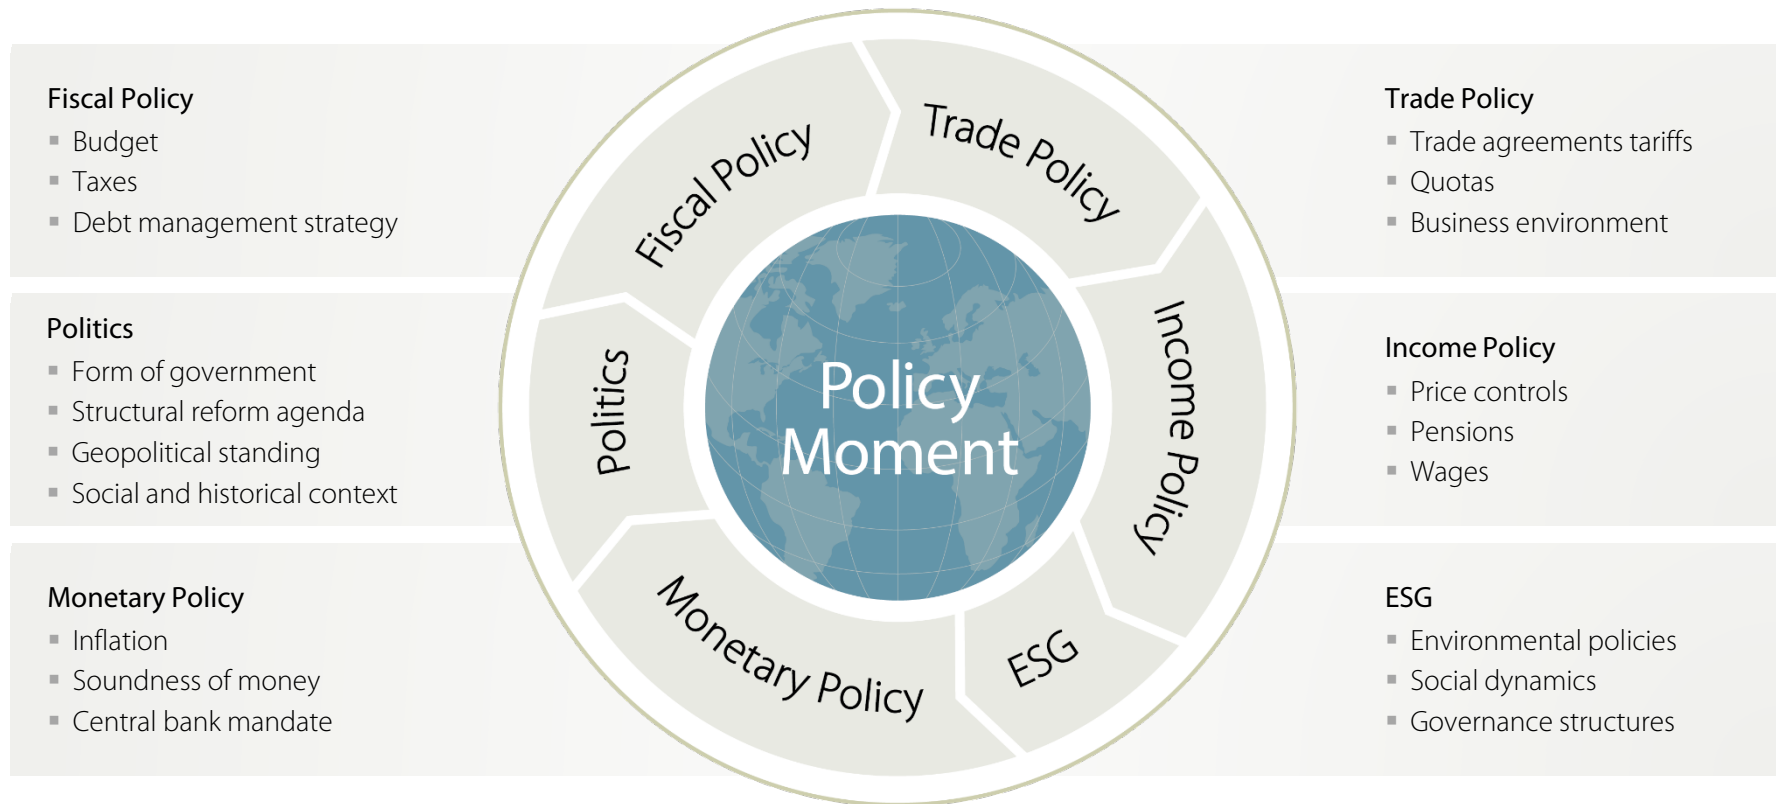 Fiscal Policy
▪ Budget
▪ Taxes
▪ Debt management strategy
Politics
▪ Form of government
▪ Structural reform agenda
▪ Geopolitical standing
▪ Social and historical context
Monetary Policy
▪ Inflation
▪ Soundness of money
▪ Central bank mandate
Fiscal Policy
Trade Policy
Income Policy
ESG
Monetary Policy
Politics
Policy
Moment
Trade Policy
▪ Trade agreements tariffs
▪ Quotas
▪ Business environment
Income Policy
▪ Price controls
▪ Pensions
▪ Wages
ESG
▪ Environmental policies
▪ Social dynamics
▪ Governance structures